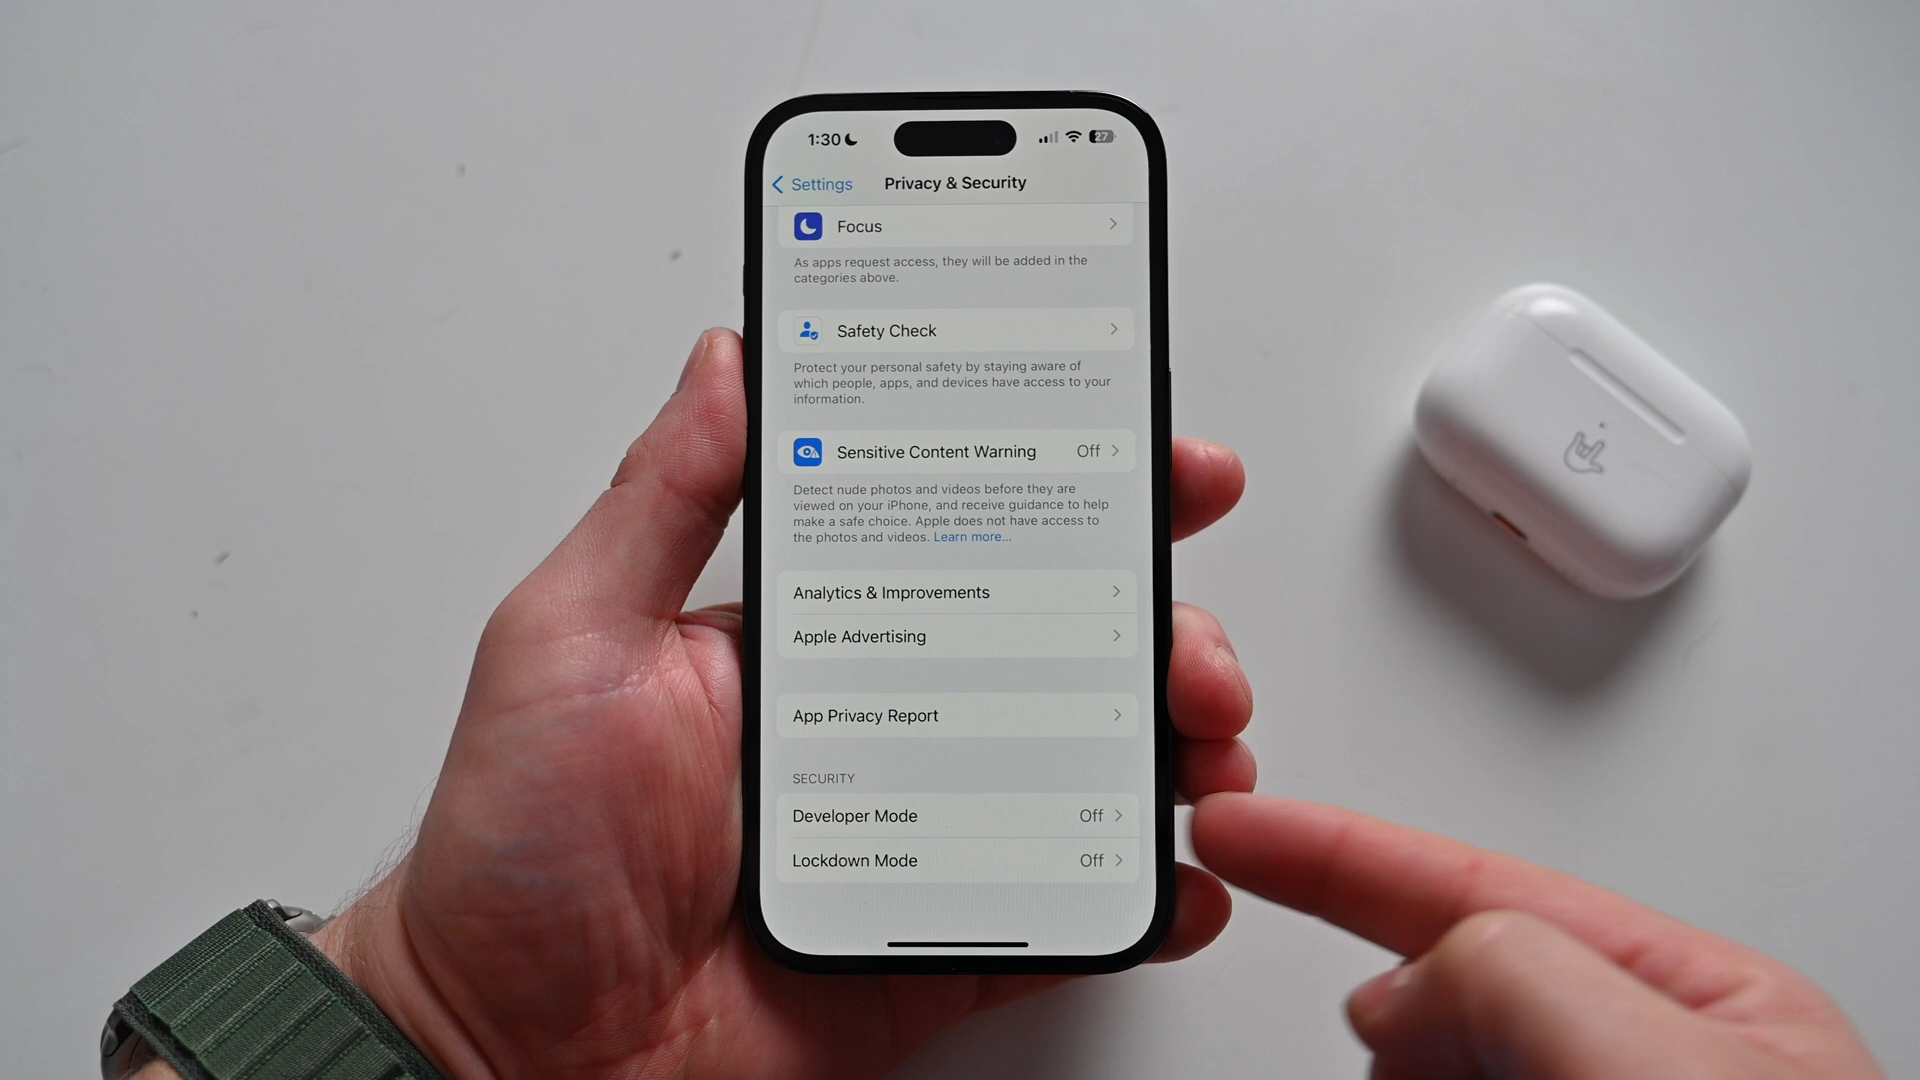 1:30
27
Settings
Privacy & Security
Focus
As apps request access, they will be added in the
categories above.
Safety Check
Protect your personal safety by staying aware of
which people, apps, and devices have access to your
information.
Sensitive Content Warning Off
Detect nude photos and videos before they are
viewed on your iPhone, and receive guidance to help
make a safe choice. Apple does not have access to
the photos and videos. Learn more...
Analytics & Improvements
Apple Advertising
App Privacy Report
SECURITY
Developer Mode Off
Lockdown Mode Off